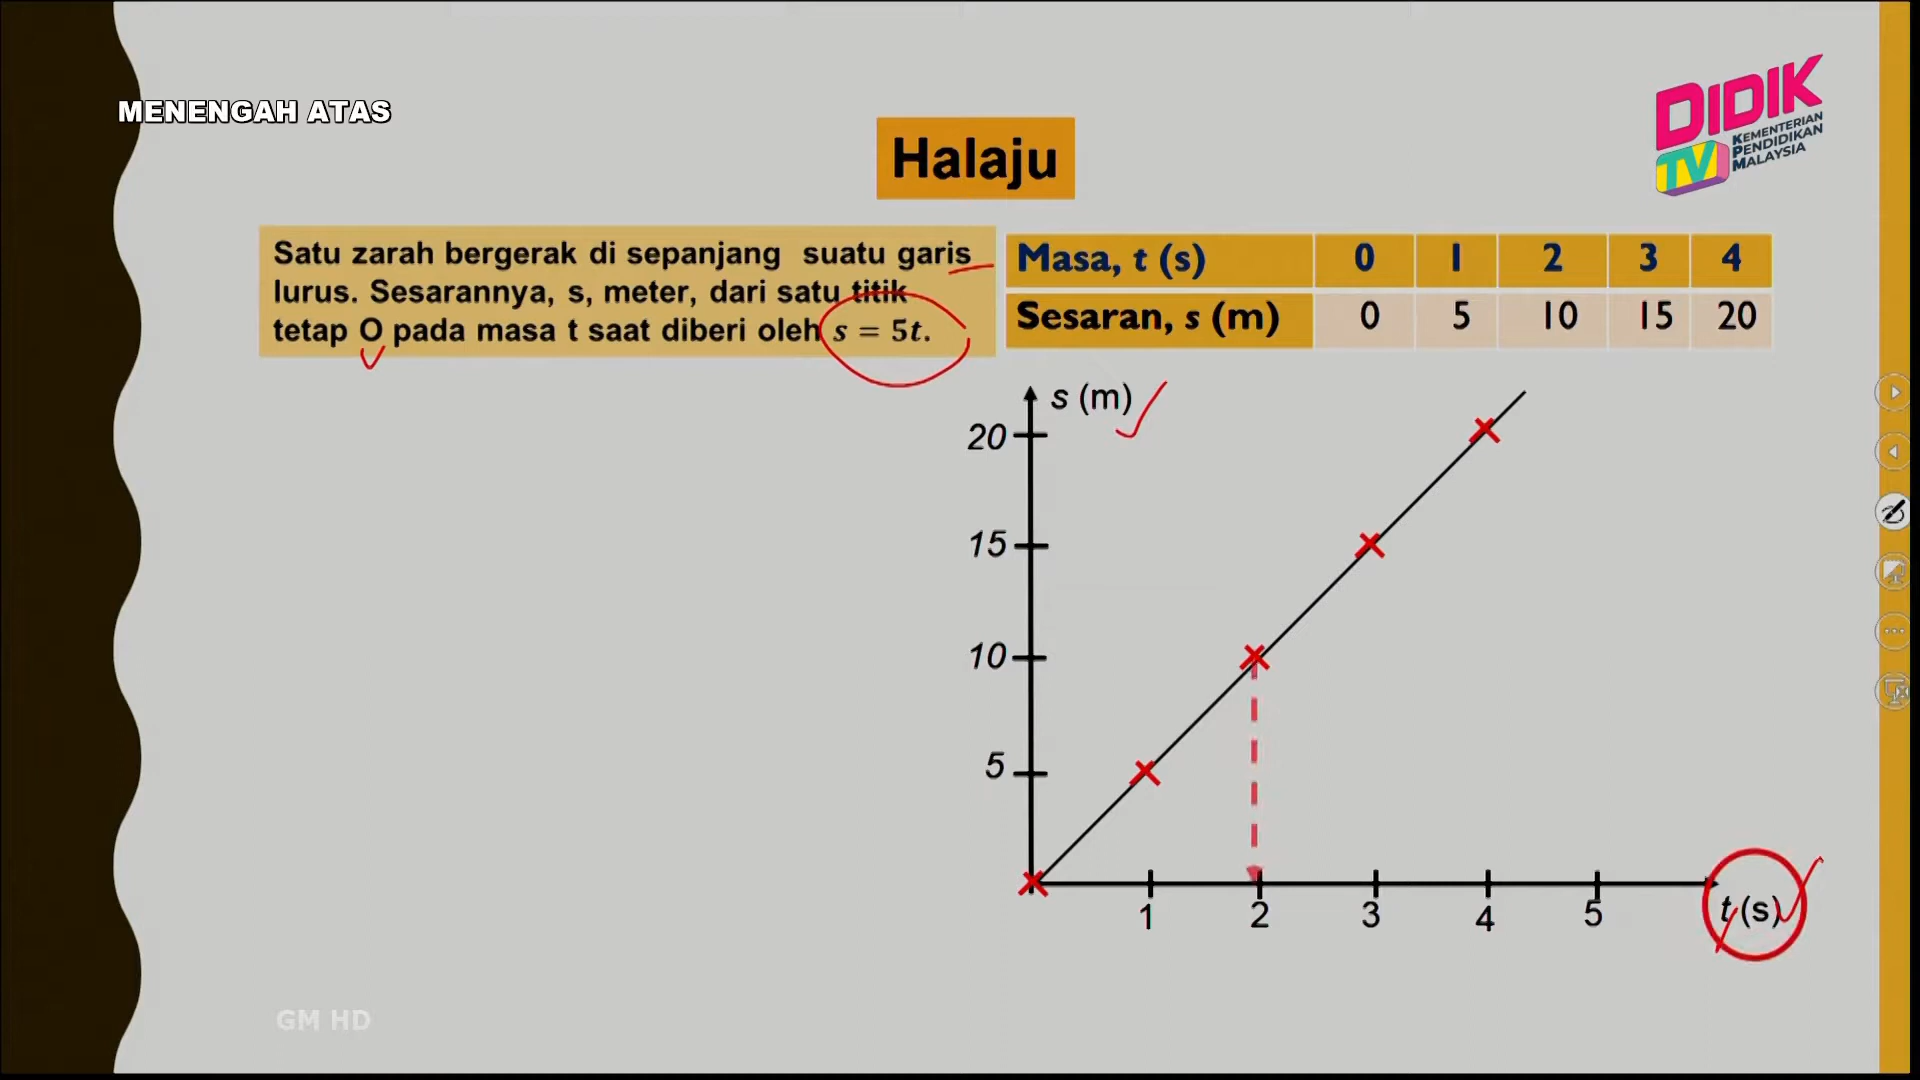 MENENGAH ATAS
Halaju
DIDIK
TV
KEMENTERIAN
PENDIDIKAN
MALAYSIA
Satu zarah bergerak di sepanjang suatu garis
lurus. Sesarannya, s, meter, dari satu titik
tetap O pada masa t saat diberi oleh s = 5t.
Masa, t (s) 0 1 2 3 4
Sesaran, s (m) 0 5 10 15 20
s (m)
20
15
10
5
1 2 3 4 5
t (s)
GM HD